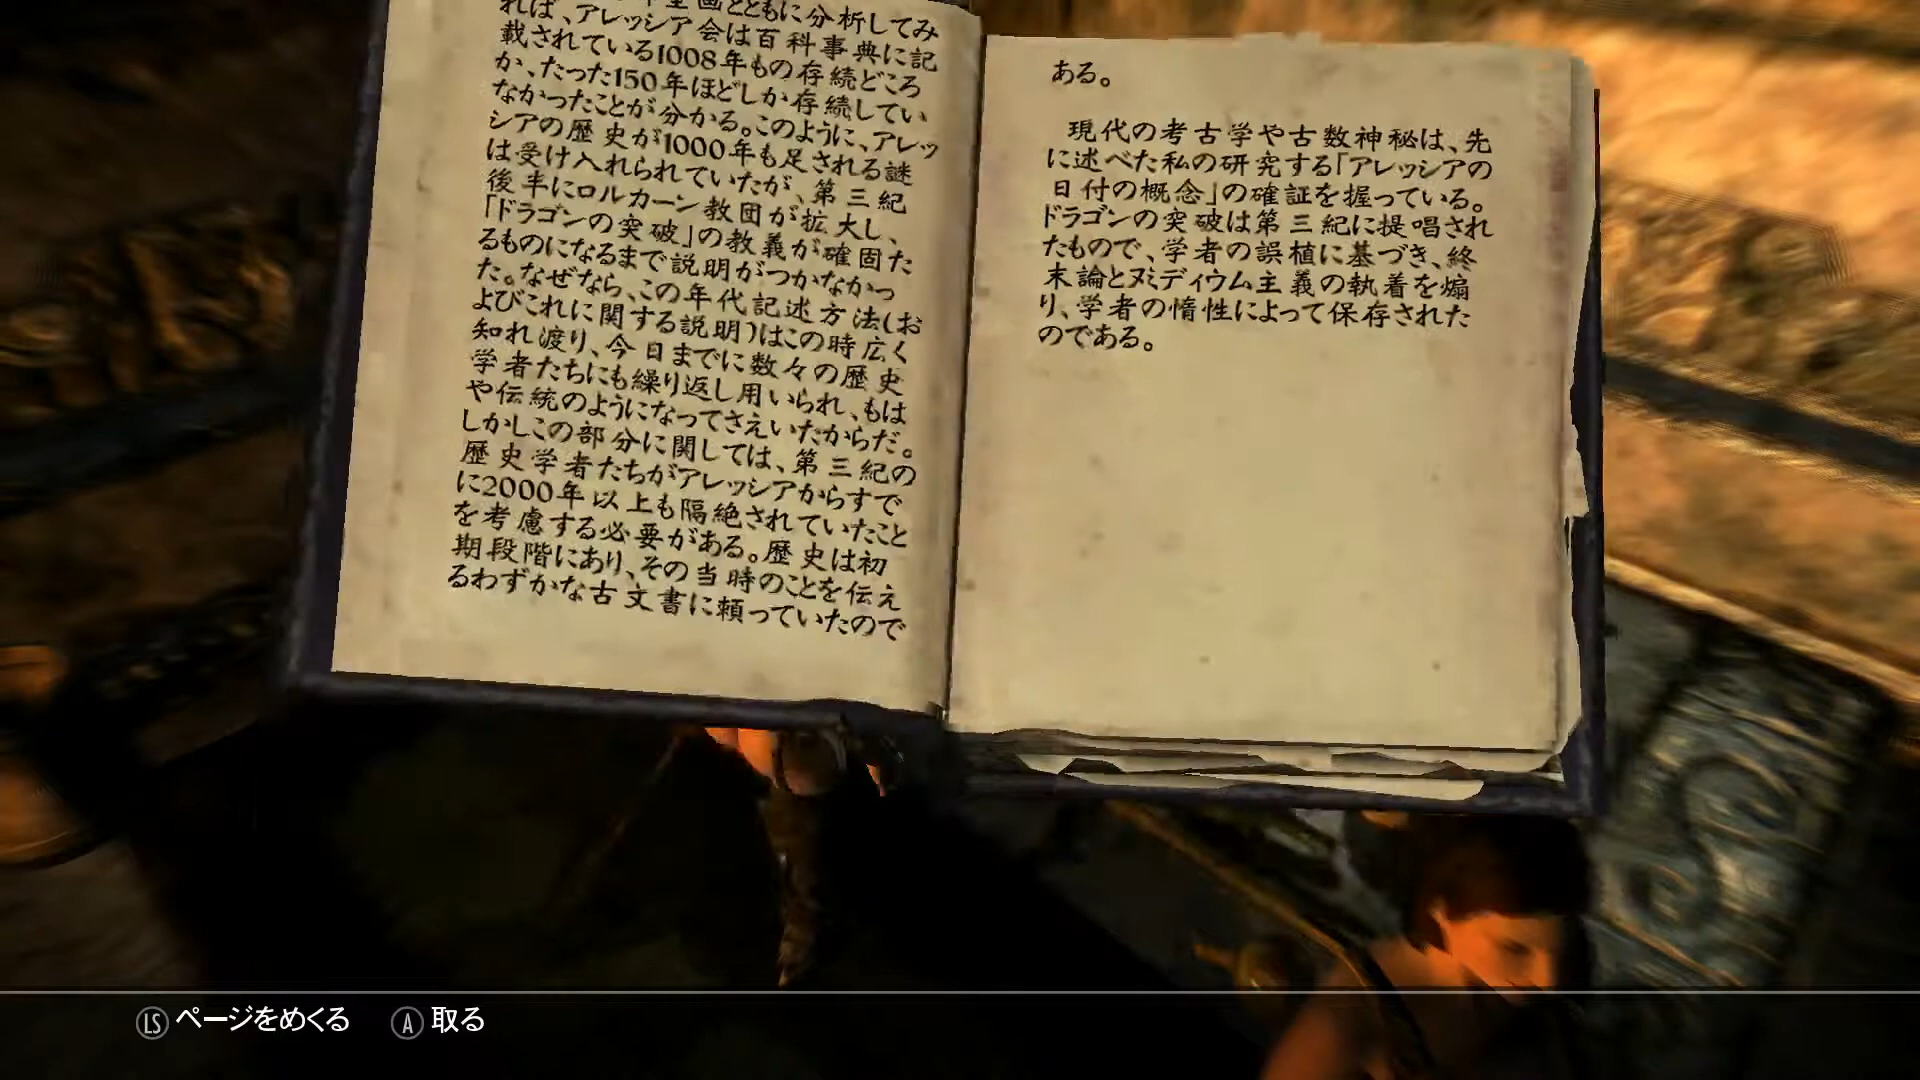 画とともに分析してみ
れば、アレッシア会は百科事典に記
載されている1008年もの存続どころ
か、たった150年ほどしか存続してい
なかったことが分かる。このように、アレッ
シアの歴史が1000年も足される謎
は受け入れられていたが、第三紀
後半にロルカーン教団が拡大し、
「ドラゴンの突破」の教義が確固た
るものになるまで説明がつかなかっ
た。なぜなら、この年代記述方法(お
よびこれに関する説明)はこの時広く
知れ渡り、今日までに数々の歴史
学者たちにも繰り返し用いられ、もは
や伝統のようになってさえいたからだ。
しかしこの部分に関しては、第三紀の
歴史学者たちがアレッシアからすで
に2000年以上も隔絶されていたこと
を考慮する必要がある。歴史は初
期段階にあり、その当時のことを伝え
るわずかな古文書に頼っていたので
ある。
現代の考古学や古数神秘は、先
に述べた私の研究する「アレッシアの
日付の概念」の確証を握っている。
ドラゴンの突破は第三紀に提唱され
たもので、学者の誤植に基づき、終
末論とヌミディウム主義の執着を煽
り、学者の惰性によって保存された
のである。
LS ページをめくる A 取る